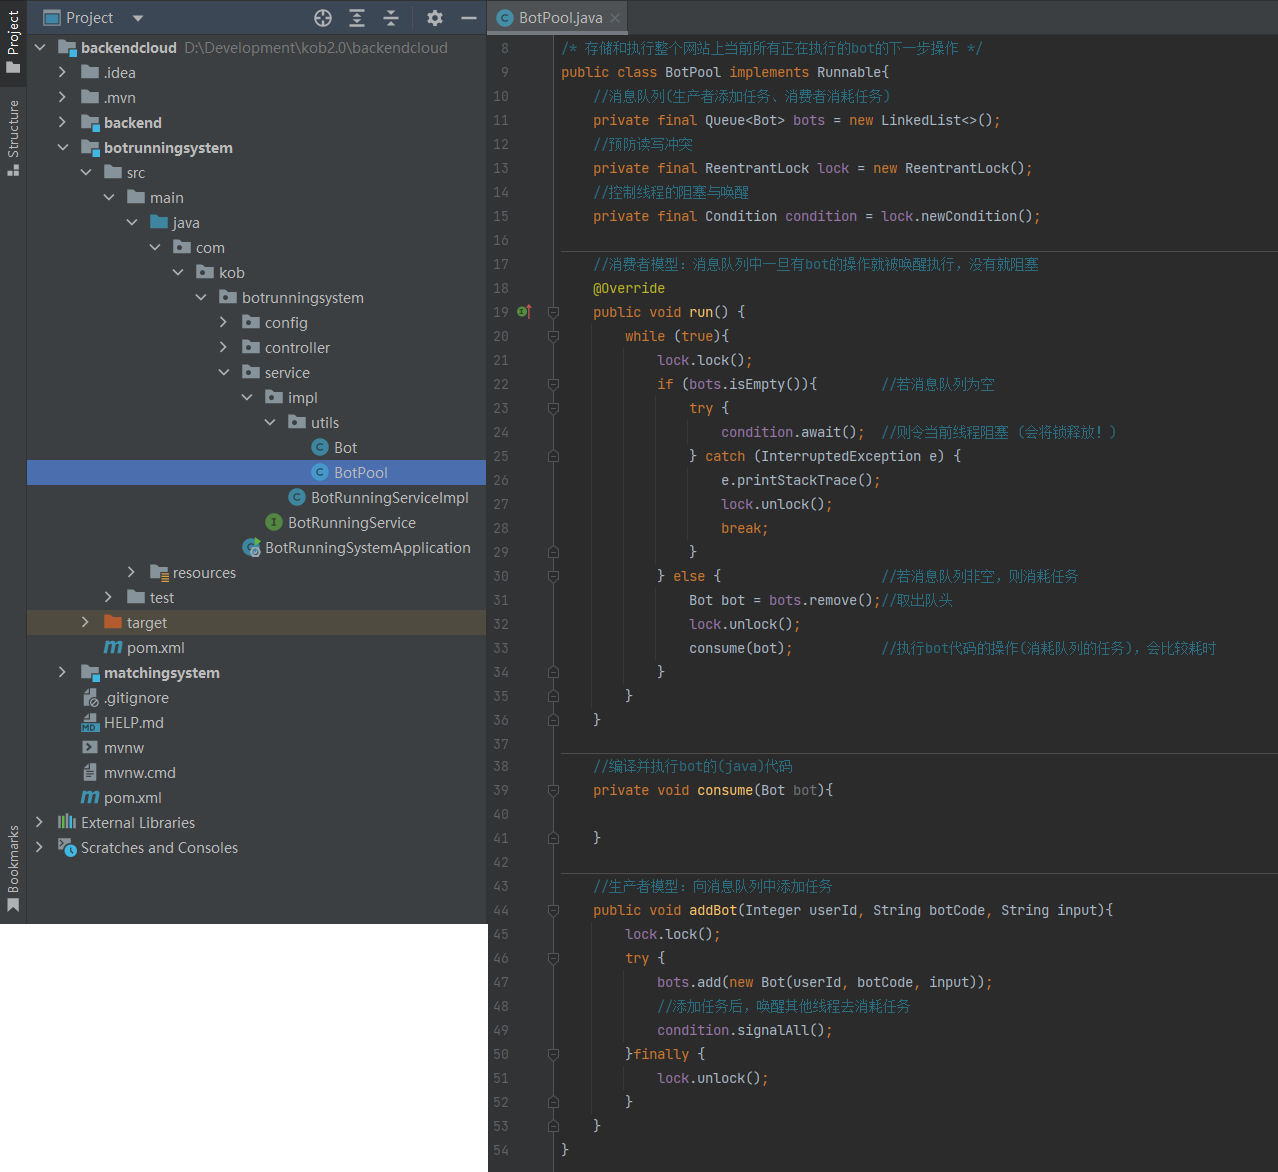 Project
Project
Structure
Bookmarks
backendcloud D:\Development\kob2.0\backendcloud
.idea
.mvn
backend
botrunningsystem
src
main
java
com
kob
botrunningsystem
config
controller
service
impl
utils
Bot
BotPool
BotRunningServiceImpl
BotRunningService
BotRunningSystemApplication
resources
test
target
pom.xml
matchingsystem
.gitignore
HELP.md
mvnw
mvnw.cmd
pom.xml
External Libraries
Scratches and Consoles
BotPool.java
8 /* 存储和执行整个网站上当前所有正在执行的bot的下一步操作 */
9 public class BotPool implements Runnable{
10 //消息队列(生产者添加任务、消费者消耗任务)
11 private final Queue<Bot> bots = new LinkedList<>();
12 //预防读写冲突
13 private final ReentrantLock lock = new ReentrantLock();
14 //控制线程的阻塞与唤醒
15 private final Condition condition = lock.newCondition();
16
17 //消费者模型：消息队列中一旦有bot的操作就被唤醒执行，没有就阻塞
18 @Override
19 public void run() {
20 while (true){
21 lock.lock();
22 if (bots.isEmpty()){ //若消息队列为空
23 try {
24 condition.await(); //则令当前线程阻塞（会将锁释放！）
25 } catch (InterruptedException e) {
26 e.printStackTrace();
27 lock.unlock();
28 break;
29 }
30 } else { //若消息队列非空，则消耗任务
31 Bot bot = bots.remove();//取出队头
32 lock.unlock();
33 consume(bot); //执行bot代码的操作(消耗队列的任务)，会比较耗时
34 }
35 }
36 }
37
38 //编译并执行bot的(java)代码
39 private void consume(Bot bot){
40
41 }
42
43 //生产者模型：向消息队列中添加任务
44 public void addBot(Integer userId, String botCode, String input){
45 lock.lock();
46 try {
47 bots.add(new Bot(userId, botCode, input));
48 //添加任务后，唤醒其他线程去消耗任务
49 condition.signalAll();
50 }finally {
51 lock.unlock();
52 }
53 }
54 }